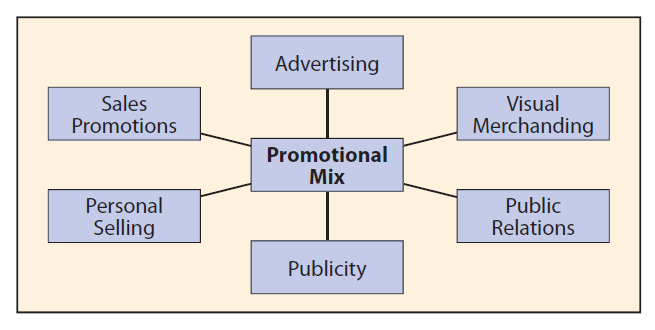 Advertising
Sales
Promotions
Visual
Merchanding
Promotional
Mix
Personal
Selling
Public
Relations
Publicity